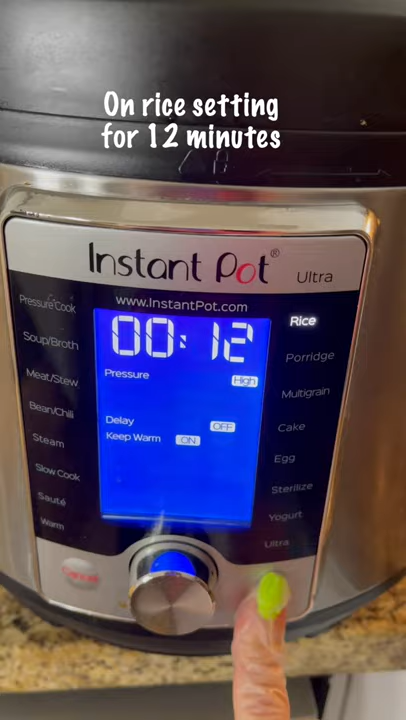 On rice setting
for 12 minutes
Instant Pot®
Ultra
www.InstantPot.com
Pressure Cook
Soup/Broth
Meat/Stew
Bean/Chili
Steam
Slow Cook
Sauté
Warm
00:12
Pressure
High
Delay
OFF
Keep Warm
ON
Rice
Porridge
Multigrain
Cake
Egg
Sterilize
Yogurt
Ultra
Cancel